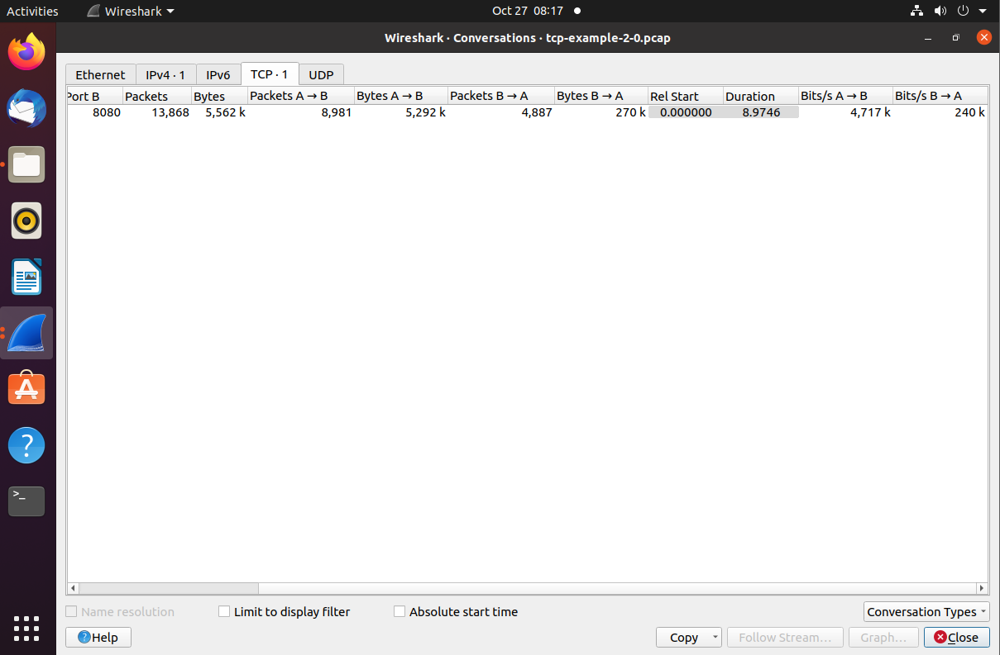 Activities Wireshark Oct 27 08:17
Wireshark · Conversations · tcp-example-2-0.pcap
Ethernet IPv4 · 1 IPv6 TCP · 1 UDP
Port B Packets Bytes Packets A → B Bytes A → B Packets B → A Bytes B → A Rel Start Duration Bits/s A → B Bits/s B → A
8080 13,868 5,562 k 8,981 5,292 k 4,887 270 k 0.000000 8.9746 4,717 k 240 k
>_
Name resolution Limit to display filter Absolute start time Conversation Types
Help Copy Follow Stream… Graph… Close